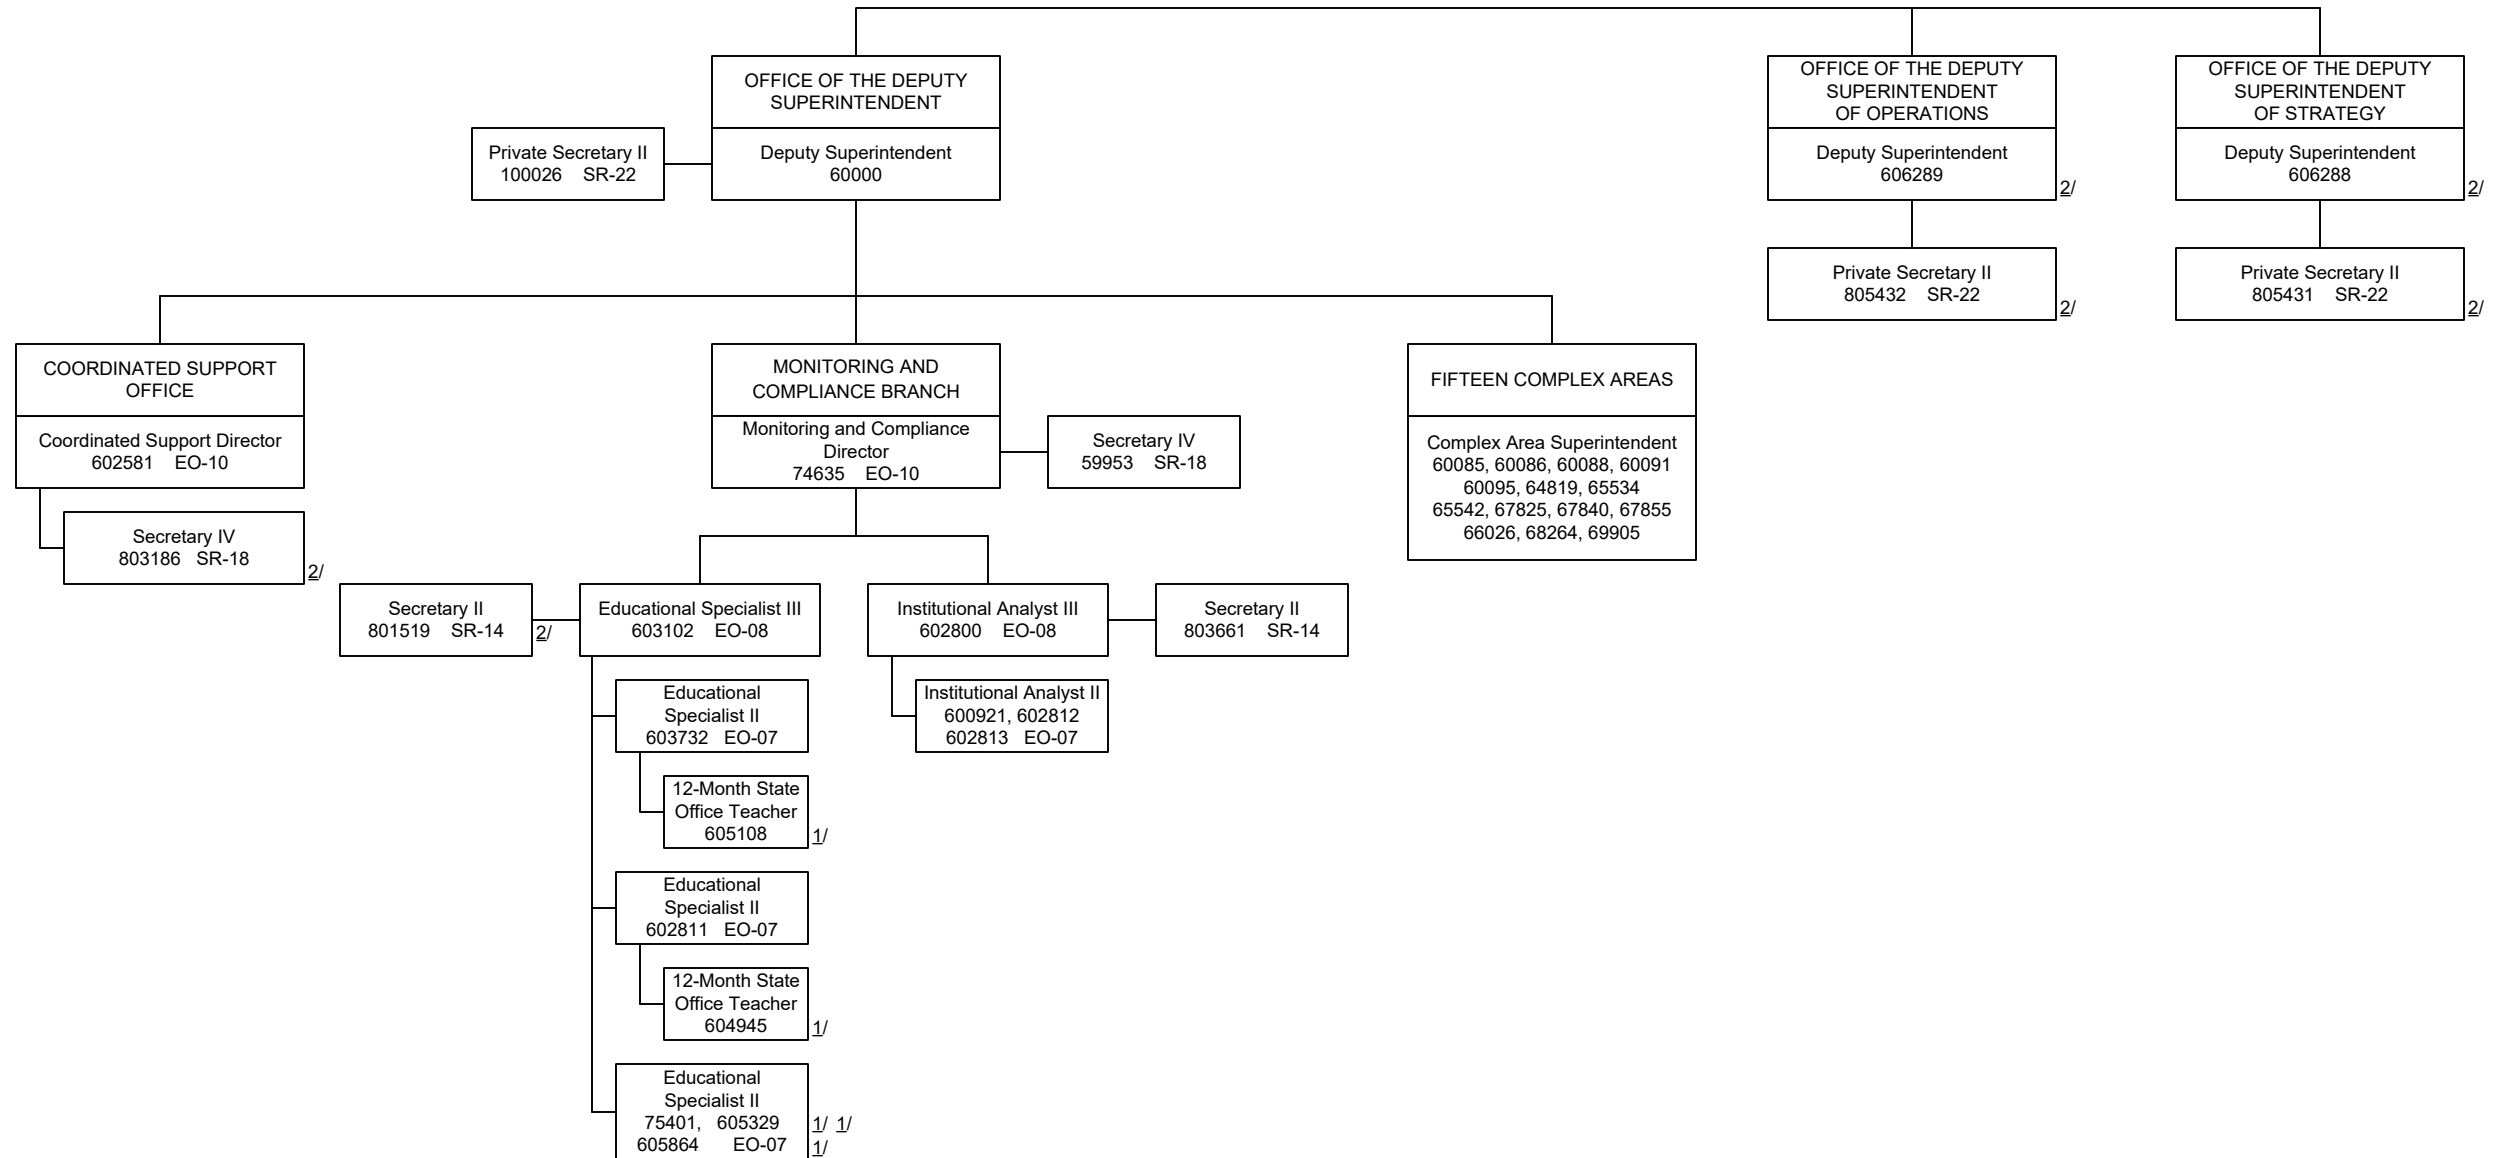 OFFICE OF THE DEPUTY
SUPERINTENDENT
Deputy Superintendent
60000
Private Secretary II
100026 SR-22
OFFICE OF THE DEPUTY
SUPERINTENDENT
OF OPERATIONS
Deputy Superintendent
606289
2/
Private Secretary II
805432 SR-22
2/
OFFICE OF THE DEPUTY
SUPERINTENDENT
OF STRATEGY
Deputy Superintendent
606288
2/
Private Secretary II
805431 SR-22
2/
COORDINATED SUPPORT
OFFICE
Coordinated Support Director
602581 EO-10
Secretary IV
803186 SR-18
2/
MONITORING AND
COMPLIANCE BRANCH
Monitoring and Compliance
Director
74635 EO-10
Secretary IV
59953 SR-18
FIFTEEN COMPLEX AREAS
Complex Area Superintendent
60085, 60086, 60088, 60091
60095, 64819, 65534
65542, 67825, 67840, 67855
66026, 68264, 69905
Secretary II
801519 SR-14
2/
Educational Specialist III
603102 EO-08
Institutional Analyst III
602800 EO-08
Secretary II
803661 SR-14
Educational
Specialist II
603732 EO-07
12-Month State
Office Teacher
605108
1/
Educational
Specialist II
602811 EO-07
12-Month State
Office Teacher
604945
1/
Educational
Specialist II
75401, 605329
1/ 1/
605864 EO-07
1/
Institutional Analyst II
600921, 602812
602813 EO-07